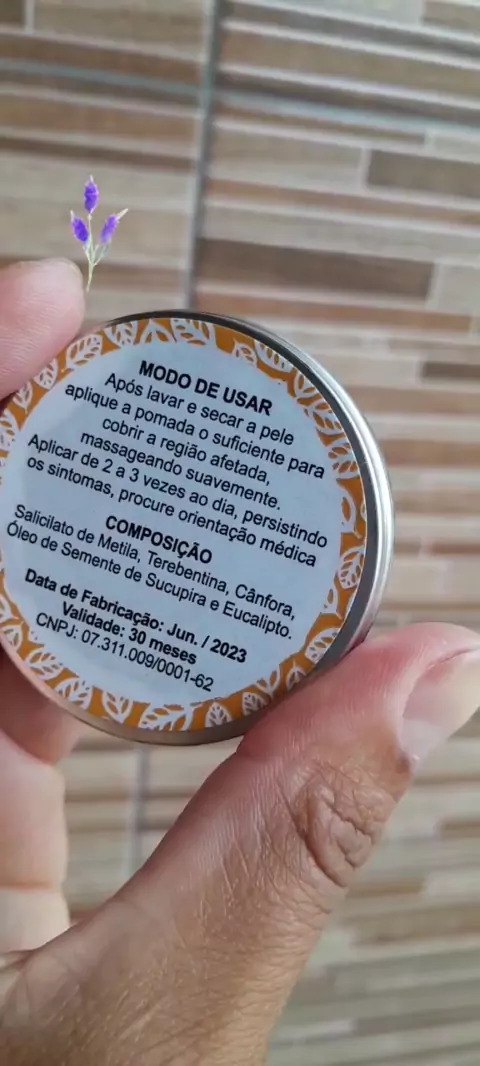 MODO DE USAR
Após lavar e secar a pele
aplique a pomada o suficiente para
cobrir a região afetada,
massageando suavemente.
Aplicar de 2 a 3 vezes ao dia, persistindo
os sintomas, procure orientação médica
COMPOSIÇÃO
Salicilato de Metila, Terebentina, Cânfora,
Óleo de Semente de Sucupira e Eucalipto.
Data de Fabricação: Jun. / 2023
Validade: 30 meses
CNPJ: 07.311.009/0001-62